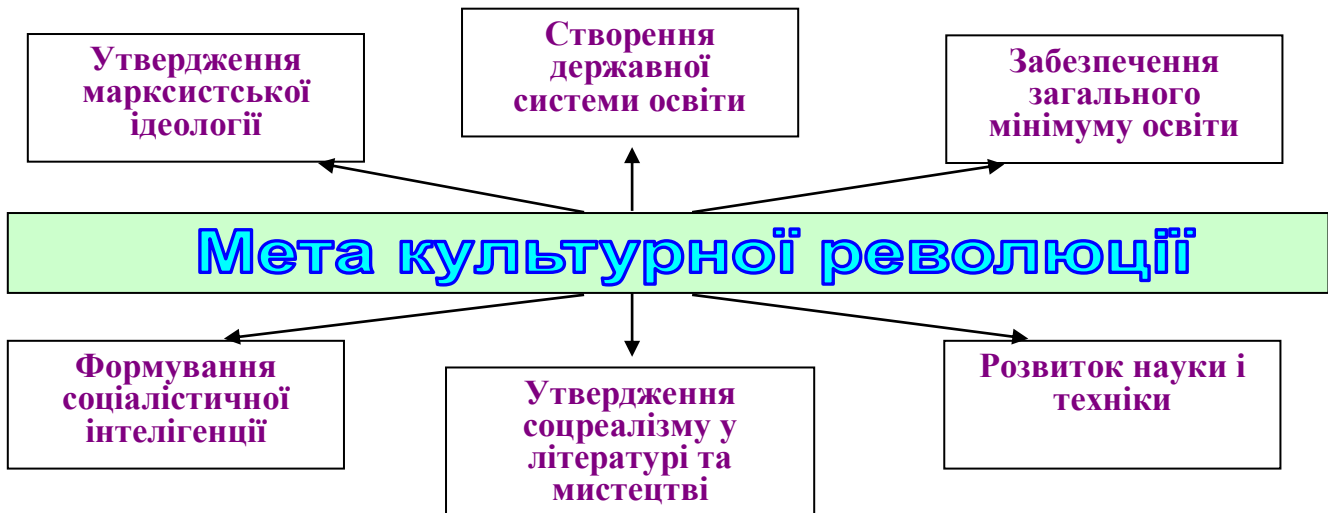 Утвердження
марксистської
ідеології
Створення
державної
системи освіти
Забезпечення
загального
мінімуму освіти
Мета культурної революції
Формування
соціалістичної
інтелігенції
Утвердження
соцреалізму у
літературі та
мистецтві
Розвиток науки і
техніки